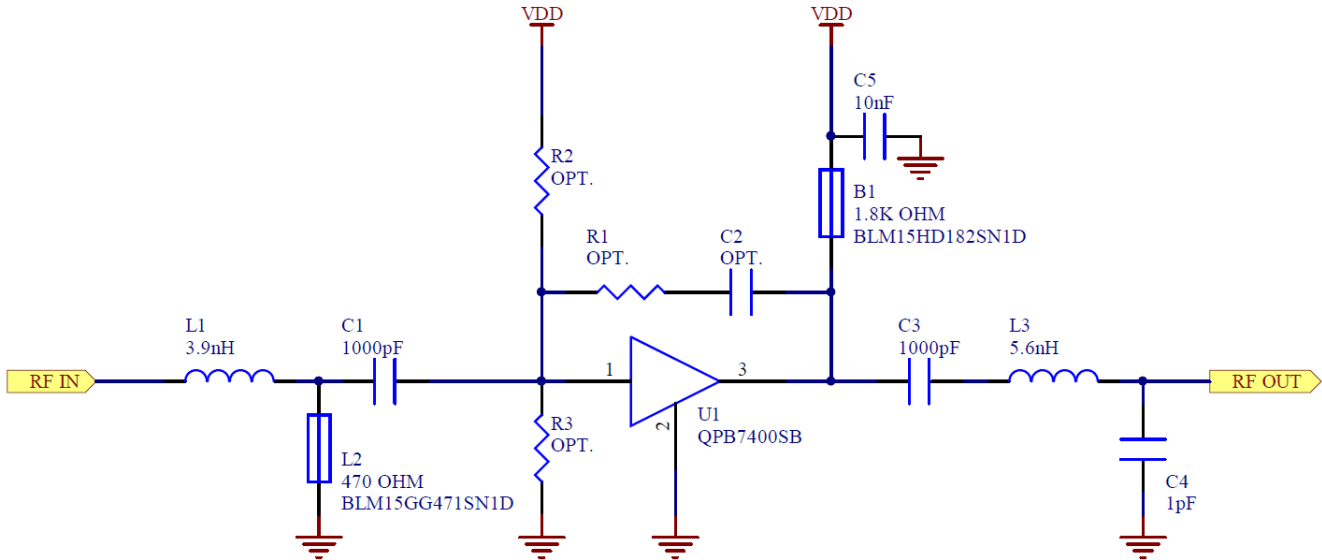 VDD
VDD
C5
10nF
R2
OPT.
B1
1.8K OHM
BLM15HD182SN1D
R1
OPT.
C2
OPT.
L1
3.9nH
C1
1000pF
C3
1000pF
L3
5.6nH
RF IN
1
3
RF OUT
2
U1
QPB7400SB
R3
OPT.
L2
470 OHM
BLM15GG471SN1D
C4
1pF